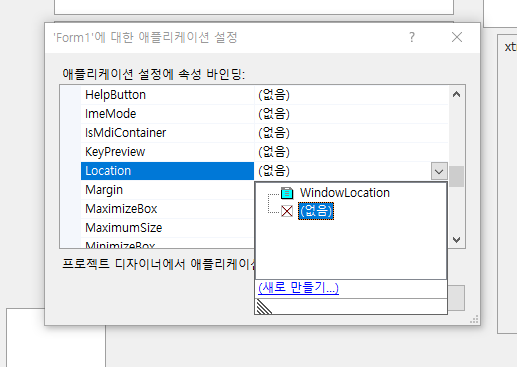 'Form1'에 대한 애플리케이션 설정
xt
애플리케이션 설정에 속성 바인딩:
HelpButton (없음)
ImeMode (없음)
IsMdiContainer (없음)
KeyPreview (없음)
Location (없음)
Margin
WindowLocation
MaximizeBox
(없음)
MaximumSize
MinimizeBox
프로젝트 디자이너에서 애플리케이션
(새로 만들기...)